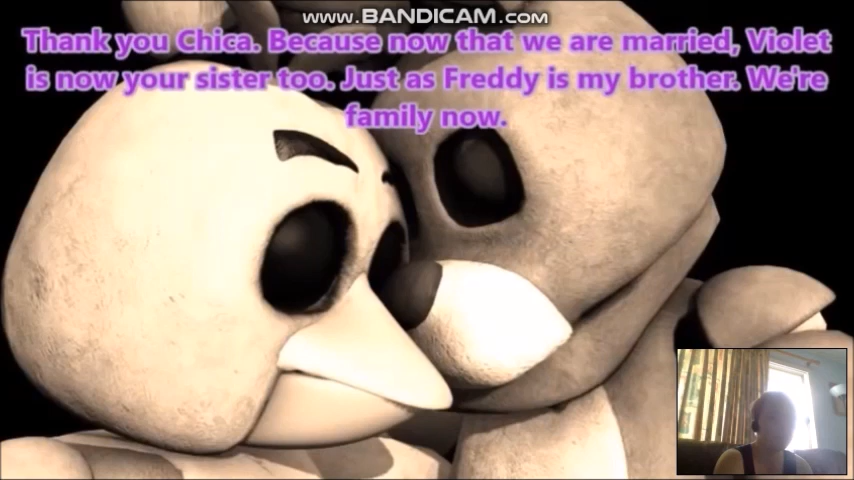 WWW.BANDICAM.COM
Thank you Chica. Because now that we are married, Violet
is now your sister too. Just as Freddy is my brother. We're
family now.